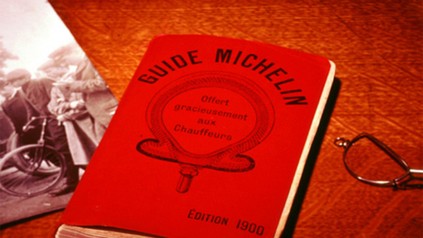 GUIDE MICHELIN
Offert
gracieusement
aux
Chauffeurs
EDITION 1900